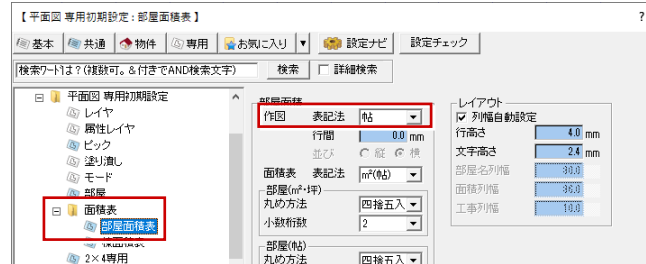 【 平面図 専用初期設定 : 部屋面積表 】 ?
基本 共通 物件 専用 お気に入り ▼ 設定ナビ 設定チェック
検索ワードは？(複数可。&付きでAND検索文字) 検索 詳細検索
平面図 専用初期設定
レイヤ
属性レイヤ
ピック
塗り潰し
モード
部屋
面積表
部屋面積表
棟面積表
2×4専用
部屋面積
作図 表記法 帖
行間 0.0 mm
並び 縦 横
面積表 表記法 ㎡(帖)
部屋(㎡・坪)
丸め方法 四捨五入
小数桁数 2
部屋(帖)
丸め方法 四捨五入
レイアウト
列幅自動設定
行高さ 4.0 mm
文字高さ 2.4 mm
部屋名列幅 30.0
面積列幅 36.0
工事列幅 10.0